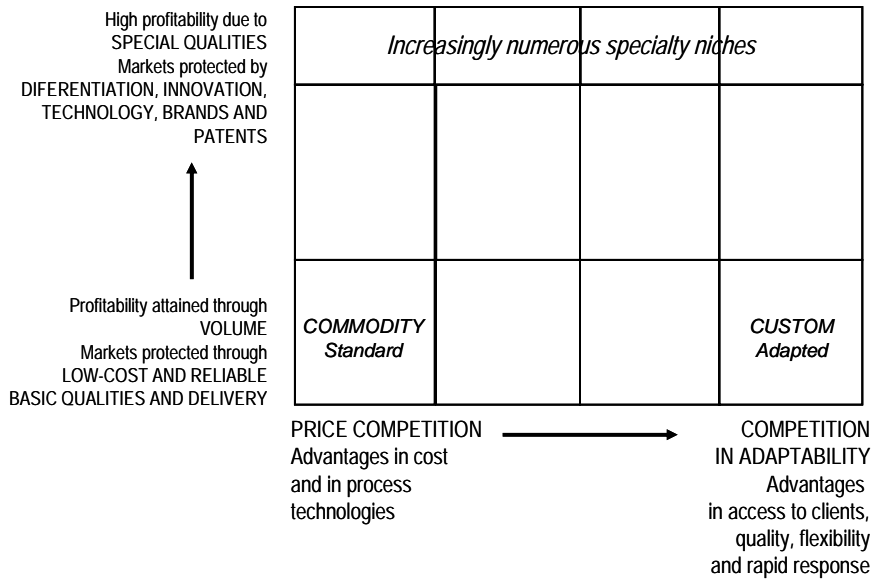 High profitability due to
SPECIAL QUALITIES
Markets protected by
DIFERENTIATION, INNOVATION,
TECHNOLOGY, BRANDS AND
PATENTS
Increasingly numerous specialty niches
Profitability attained through
VOLUME
Markets protected through
LOW-COST AND RELIABLE
BASIC QUALITIES AND DELIVERY
COMMODITY
Standard
CUSTOM
Adapted
PRICE COMPETITION
Advantages in cost
and in process
technologies
COMPETITION
IN ADAPTABILITY
Advantages
in access to clients,
quality, flexibility
and rapid response